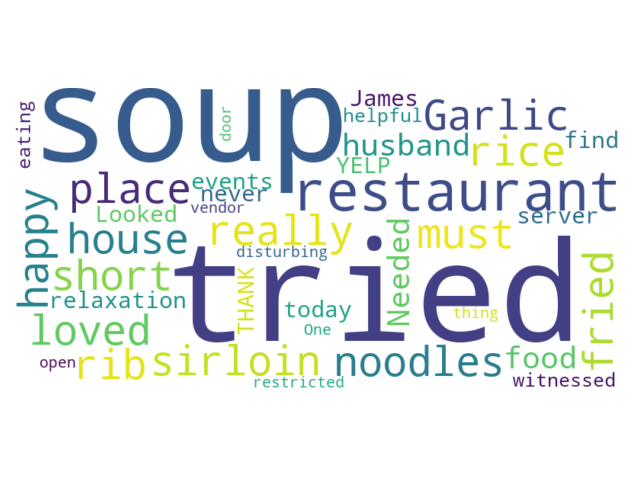 soup
James
Garlic
eating
door
helpful
husband
rice
find
YELP
place
events
never
restaurant
Looked
vendor
server
happy
house
really
Needed
must
disturbing
short
tried
fried
relaxation
THANK
today
thing
loved
One
open
rib
sirloin
noodles
food
restricted
witnessed